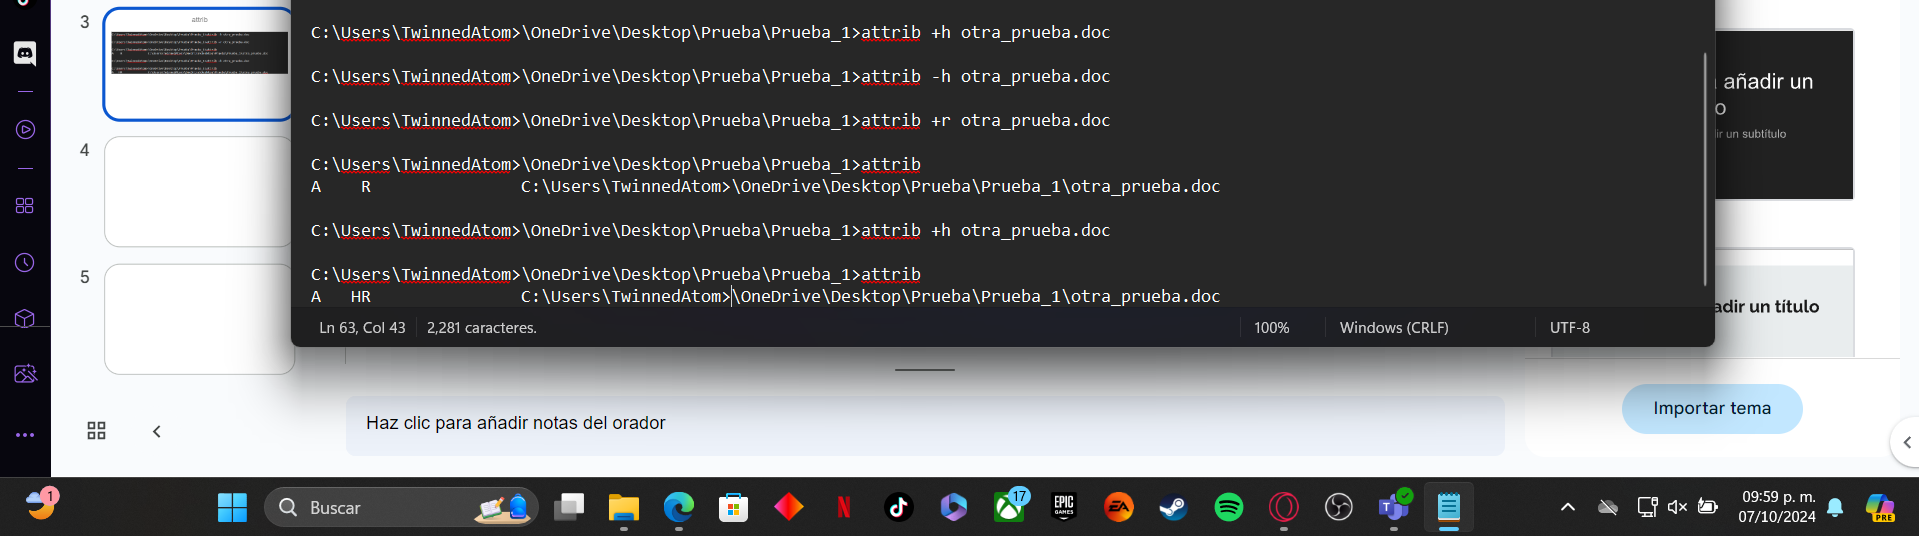 3
attrib
C:\Users\TwinnedAtom>\OneDrive\Desktop\Prueba\Prueba_1>attrib +h otra_prueba.doc
C:\Users\TwinnedAtom>\OneDrive\Desktop\Prueba\Prueba_1>attrib -h otra_prueba.doc
C:\Users\TwinnedAtom>\OneDrive\Desktop\Prueba\Prueba_1>attrib +r otra_prueba.doc
C:\Users\TwinnedAtom>\OneDrive\Desktop\Prueba\Prueba_1>attrib
A    R               C:\Users\TwinnedAtom>\OneDrive\Desktop\Prueba\Prueba_1\otra_prueba.doc
C:\Users\TwinnedAtom>\OneDrive\Desktop\Prueba\Prueba_1>attrib +h otra_prueba.doc
C:\Users\TwinnedAtom>\OneDrive\Desktop\Prueba\Prueba_1>attrib
A   HR               C:\Users\TwinnedAtom>\OneDrive\Desktop\Prueba\Prueba_1\otra_prueba.doc
4
5
Ln 63, Col 43 2,281 caracteres. 100% Windows (CRLF) UTF-8
añadir un
o
ir un subtítulo
adir un título
Importar tema
Haz clic para añadir notas del orador
1
Buscar
N
17
EPIC
GAMES
EA
T
09:59 p. m.
07/10/2024
PRE